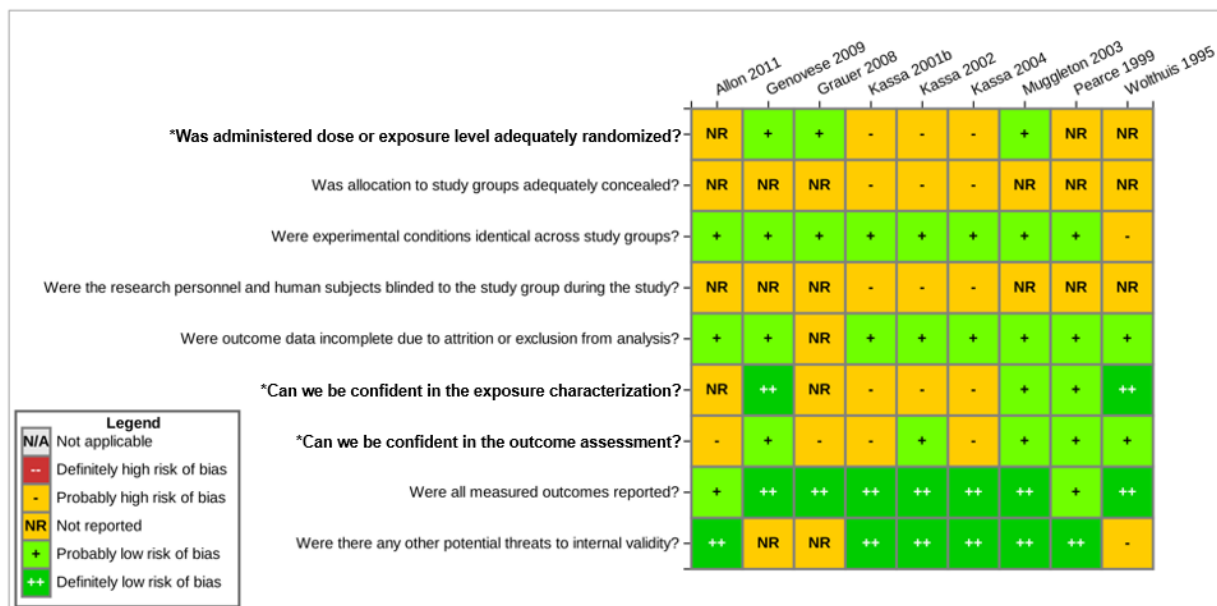 Allon 2011
Genovese 2009
Grauer 2008
Kassa 2001b
Kassa 2002
Kassa 2004
Muggleton 2003
Pearce 1999
Wolthuis 1995
*Was administered dose or exposure level adequately randomized? NR + + - - - + NR NR
Was allocation to study groups adequately concealed? NR NR NR - - - NR NR NR
Were experimental conditions identical across study groups? + + + + + + + + -
Were the research personnel and human subjects blinded to the study group during the study? NR NR NR - - - NR NR NR
Were outcome data incomplete due to attrition or exclusion from analysis? + + NR + + + + + +
*Can we be confident in the exposure characterization? NR ++ NR - - - + + ++
*Can we be confident in the outcome assessment? - + - - + - + + +
Were all measured outcomes reported? + ++ ++ ++ ++ ++ ++ + ++
Were there any other potential threats to internal validity? ++ NR NR ++ ++ ++ ++ ++ -
Legend
N/A Not applicable
-- Definitely high risk of bias
- Probably high risk of bias
NR Not reported
+ Probably low risk of bias
++ Definitely low risk of bias